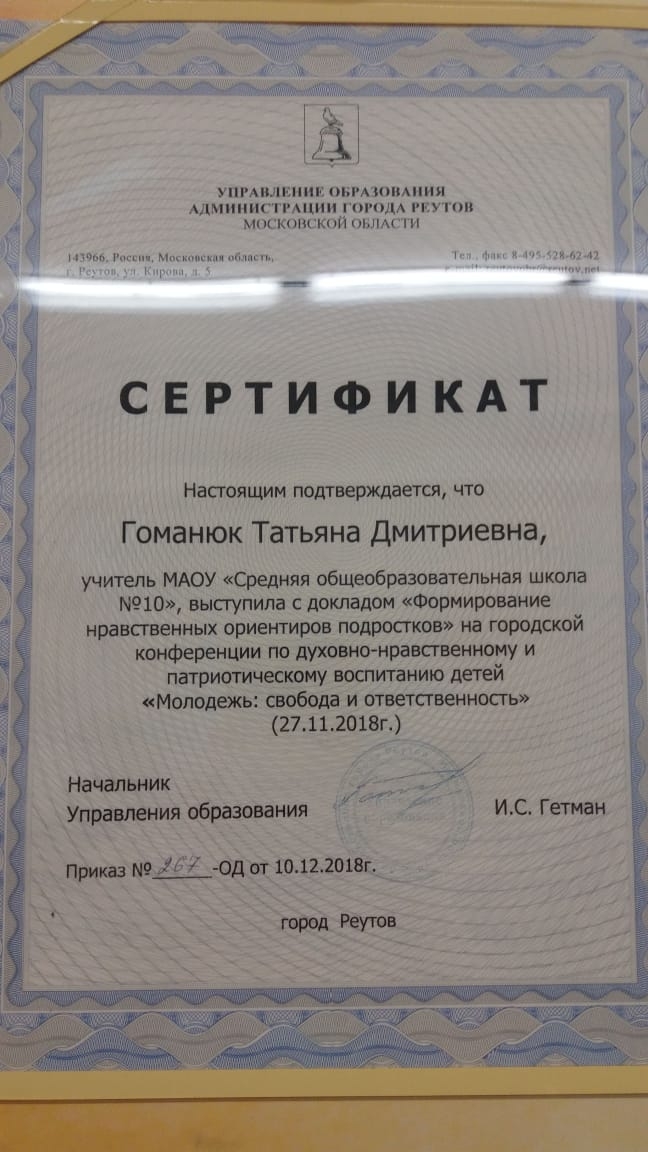 УПРАВЛЕНИЕ ОБРАЗОВАНИЯ
АДМИНИСТРАЦИИ ГОРОДА РЕУТОВ
МОСКОВСКОЙ ОБЛАСТИ
143966, Россия, Московская область,
Тел., факс 8-495-528-62-42
г. Реутов, ул. Кирова, д. 5
СЕРТИФИКАТ
Настоящим подтверждается, что
Гоманюк Татьяна Дмитриевна,
учитель МАОУ «Средняя общеобразовательная школа
№10», выступила с докладом «Формирование
нравственных ориентиров подростков» на городской
конференции по духовно-нравственному и
патриотическому воспитанию детей
«Молодежь: свобода и ответственность»
(27.11.2018г.)
Начальник
Управления образования
И.С. Гетман
Приказ № 267 -ОД от 10.12.2018г.
город Реутов